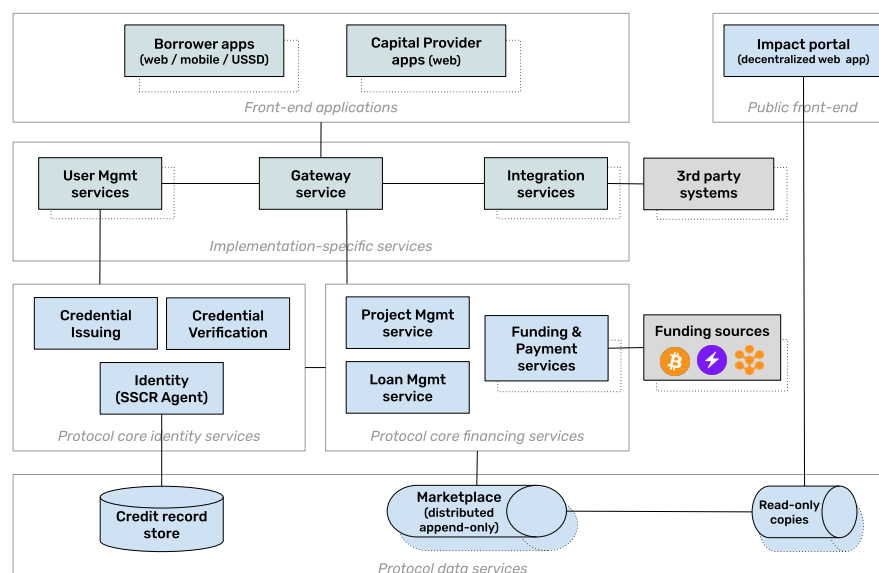 Borrower apps
(web / mobile / USSD)
Capital Provider
apps (web)
Front-end applications
Impact portal
(decentralized web app)
Public front-end
User Mgmt
services
Gateway
service
Integration
services
3rd party
systems
Implementation-specific services
Credential
Issuing
Credential
Verification
Identity
(SSCR Agent)
Protocol core identity services
Project Mgmt
service
Loan Mgmt
service
Funding &
Payment
services
Protocol core financing services
Funding sources
Credit record
store
Marketplace
(distributed
append-only)
Read-only
copies
Protocol data services